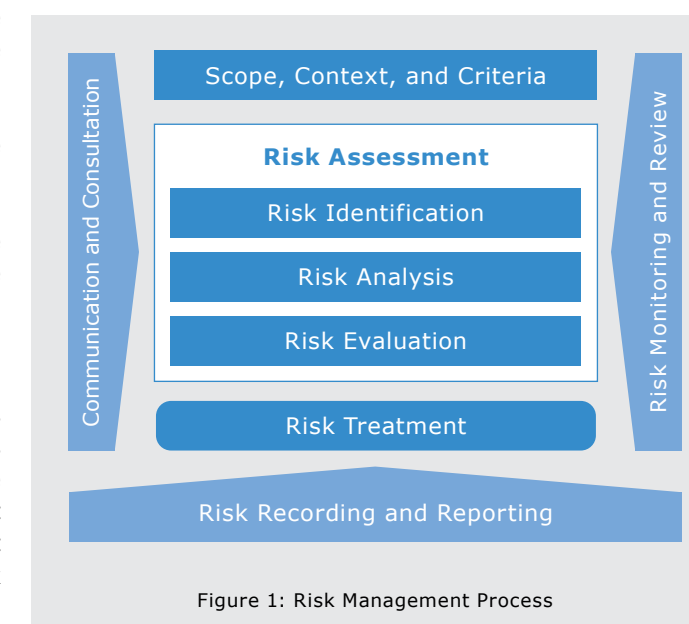 Communication and Consultation
Scope, Context, and Criteria
Risk Assessment
Risk Identification
Risk Analysis
Risk Evaluation
Risk Treatment
Risk Monitoring and Review
Risk Recording and Reporting
Figure 1: Risk Management Process